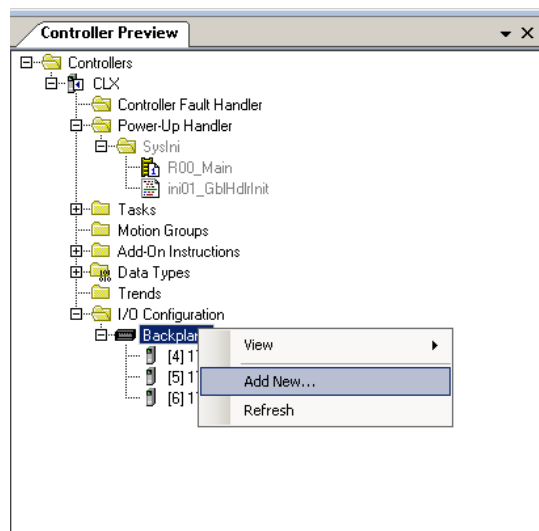 Controller Preview
Controllers
CLX
Controller Fault Handler
Power-Up Handler
SysIni
R00_Main
ini01_GblHdlrInit
Tasks
Motion Groups
Add-On Instructions
Data Types
Trends
I/O Configuration
Backplan
View
[4] 1
Add New...
[5] 1
Refresh
[6] 1